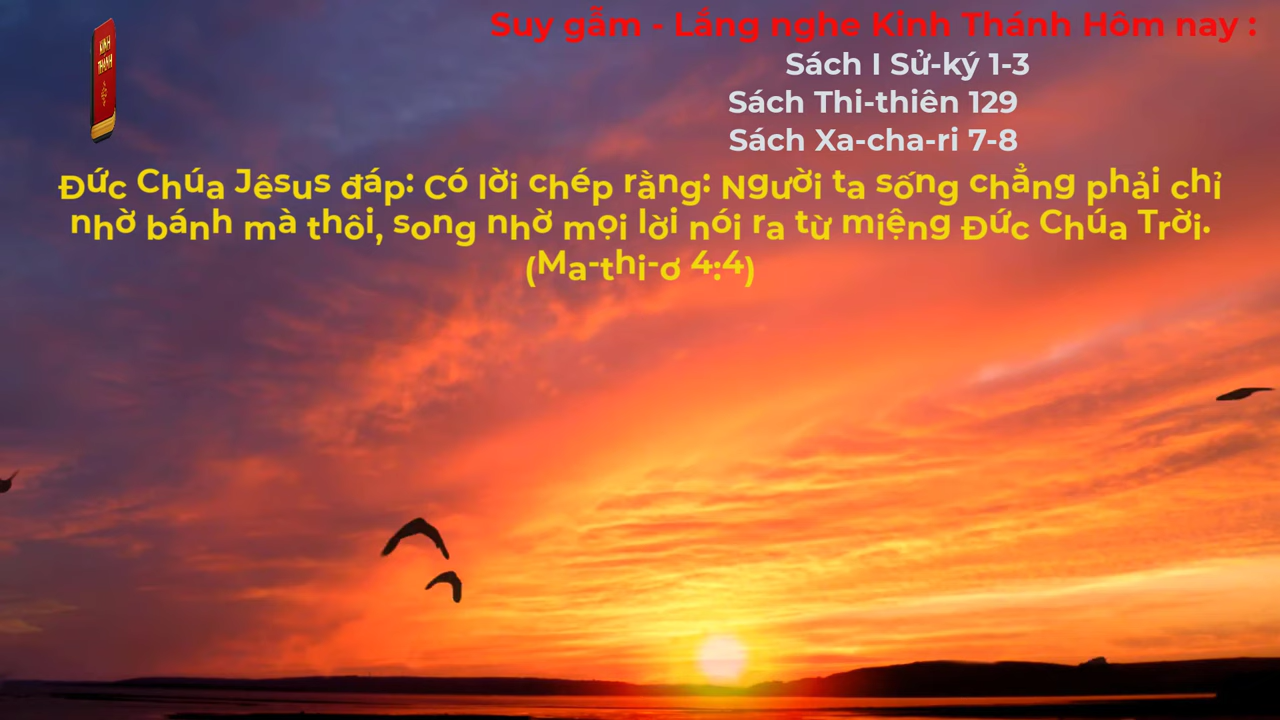 Suy gẫm - Lắng nghe Kinh Thánh Hôm nay :
Sách I Sử-ký 1-3
Sách Thi-thiên 129
Sách Xa-cha-ri 7-8
KINH
THÁNH
Đức Chúa Jêsus đáp: Có lời chép rằng: Người ta sống chẳng phải chỉ
nhờ bánh mà thôi, song nhờ mọi lời nói ra từ miệng Đức Chúa Trời.
(Ma-thi-ơ 4:4)